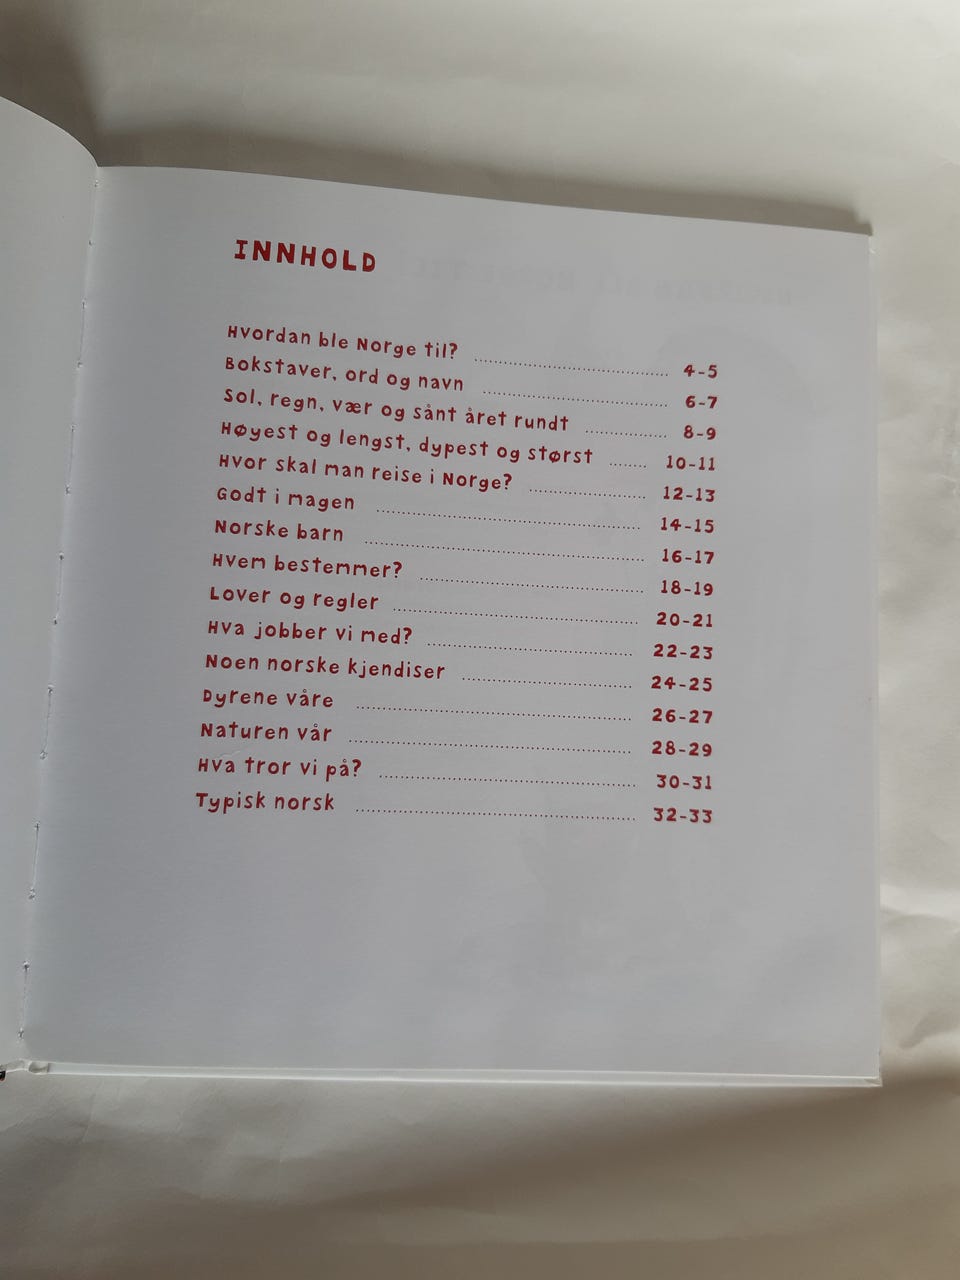 INNHOLD
Hvordan ble Norge til? 4-5
Bokstaver, ord og navn 6-7
Sol, regn, vær og sånt året rundt 8-9
Høyest og lengst, dypest og størst 10-11
Hvor skal man reise i Norge? 12-13
Godt i magen 14-15
Norske barn 16-17
Hvem bestemmer? 18-19
Lover og regler 20-21
Hva jobber vi med? 22-23
Noen norske kjendiser 24-25
Dyrene våre 26-27
Naturen vår 28-29
Hva tror vi på? 30-31
Typisk norsk 32-33